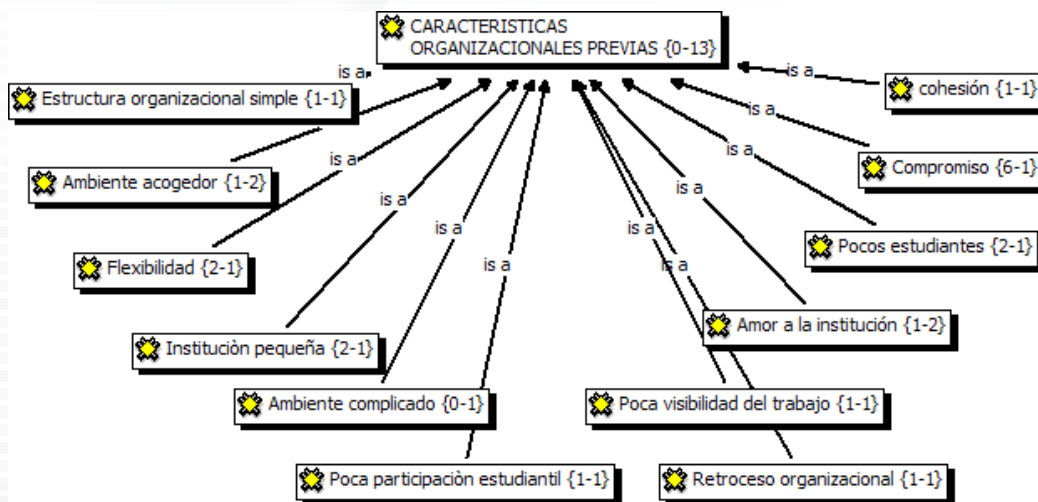 CARACTERISTICAS
ORGANIZACIONALES PREVIAS {0-13}
is a
is a
cohesión {1-1}
Estructura organizacional simple {1-1}
is a
is a
is a
Compromiso {6-1}
Ambiente acogedor {1-2}
is a
is a
is a
is a
is a
Pocos estudiantes {2-1}
Flexibilidad {2-1}
is a
is a
Amor a la institución {1-2}
Instituciòn pequeña {2-1}
Ambiente complicado {0-1}
Poca visibilidad del trabajo {1-1}
Poca participaciòn estudiantil {1-1}
Retroceso organizacional {1-1}